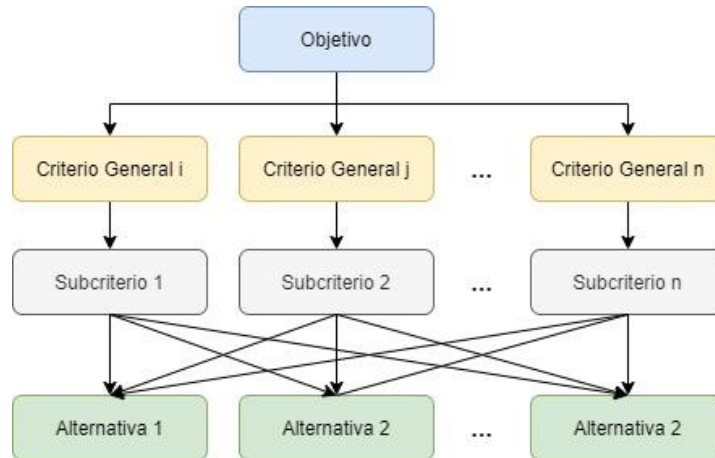 Objetivo
Criterio General i
Criterio General j
...
Criterio General n
Subcriterio 1
Subcriterio 2
...
Subcriterio n
Alternativa 1
Alternativa 2
...
Alternativa 2